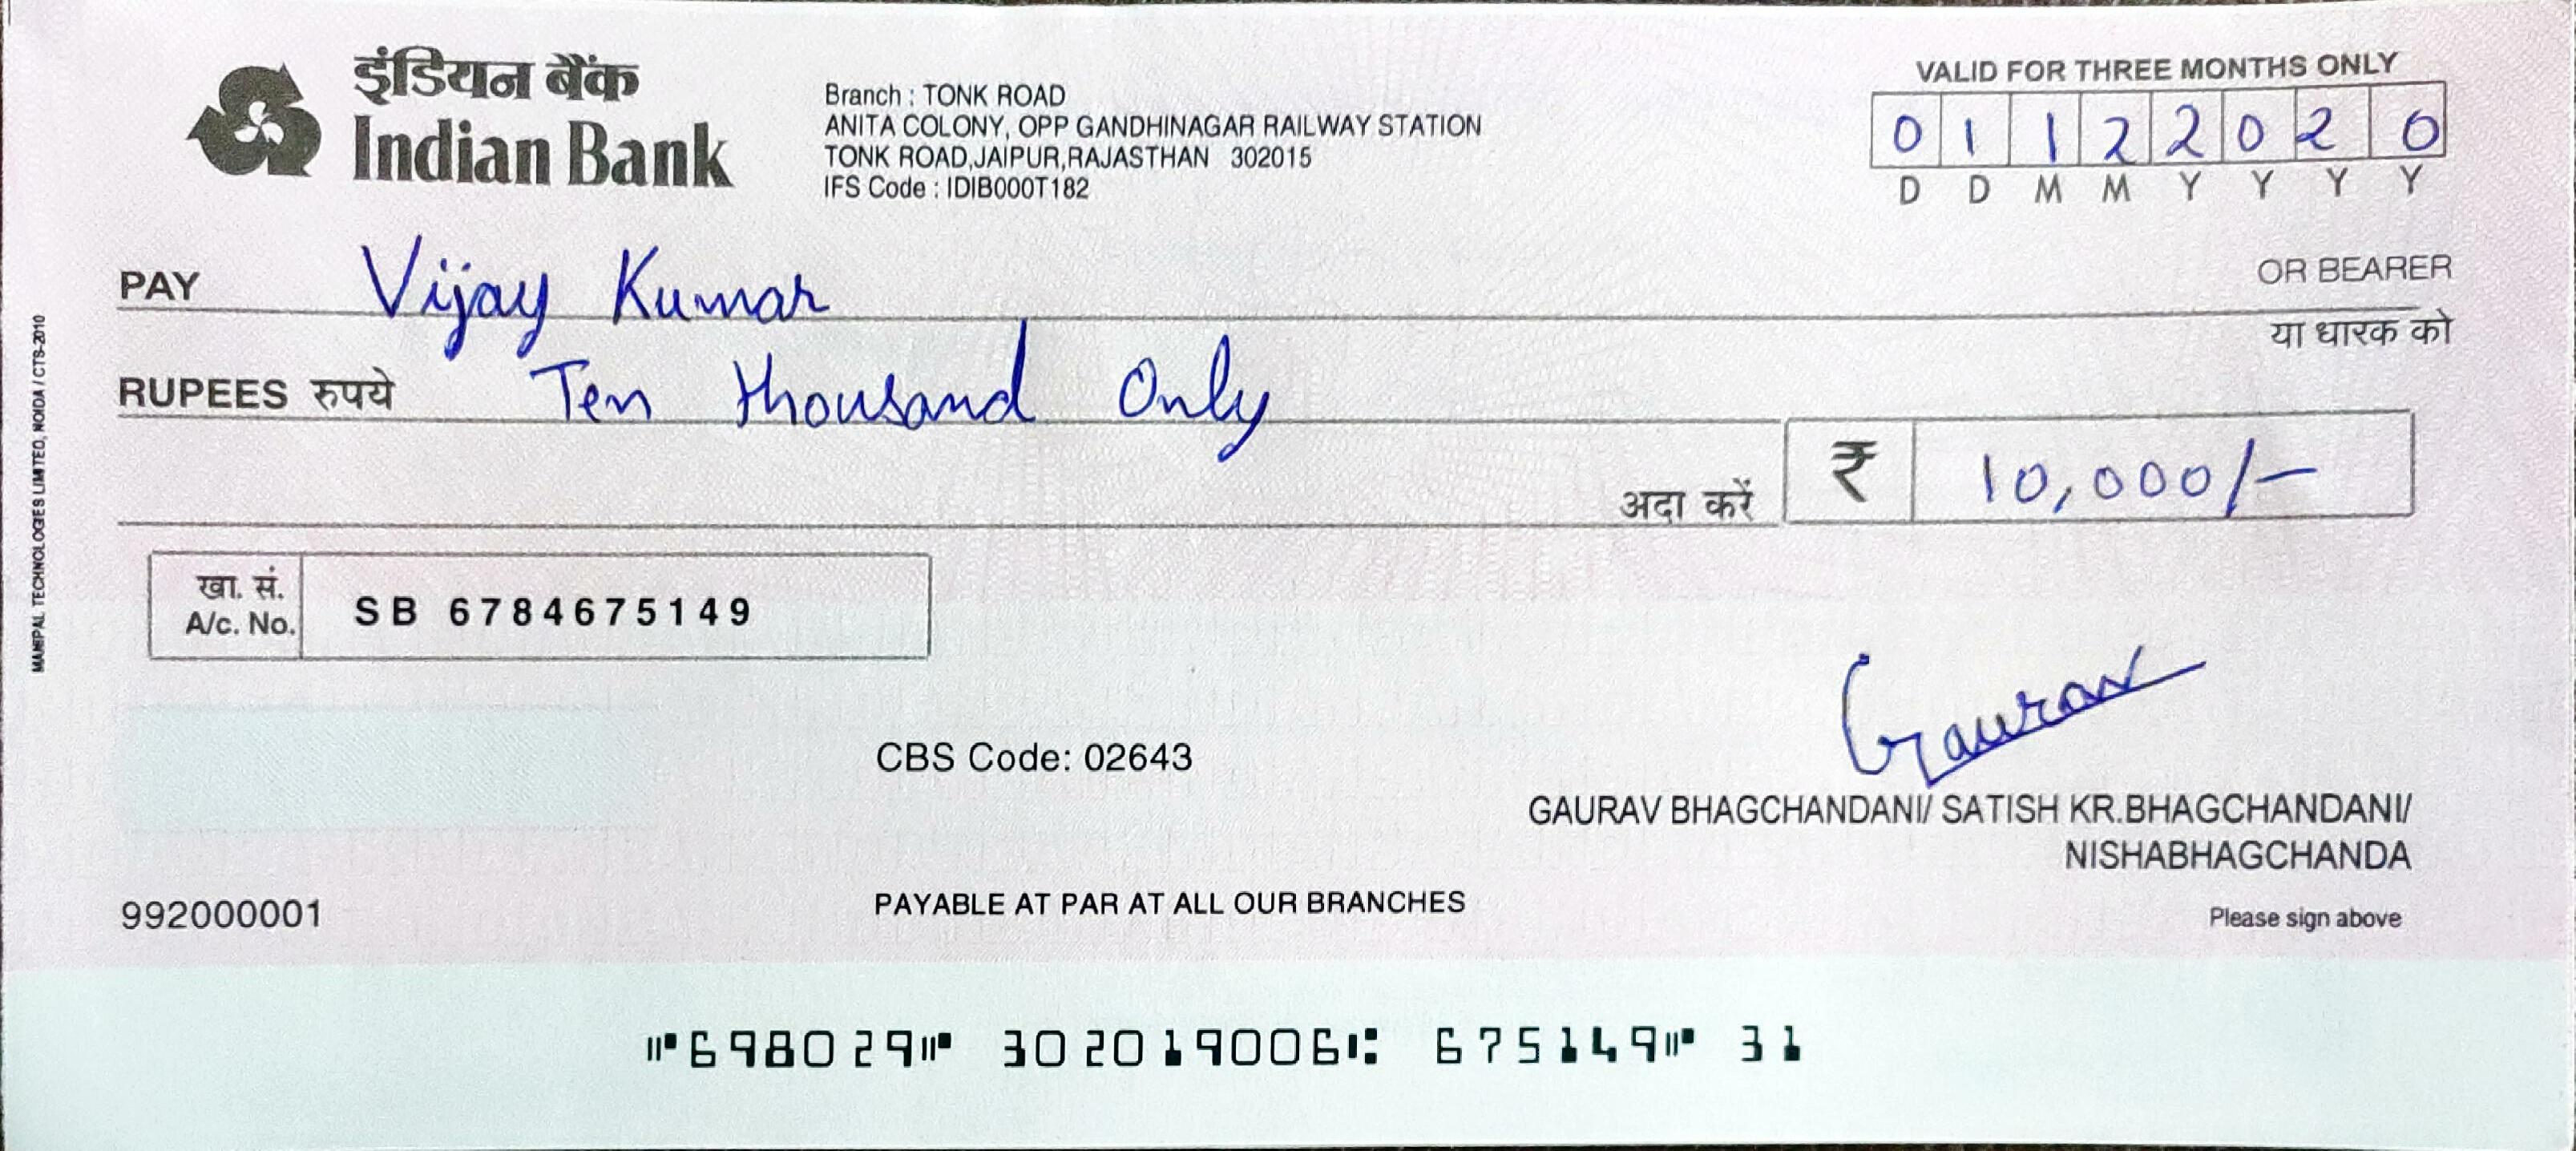 इंडियन बैंक
Indian Bank
Branch : TONK ROAD
ANITA COLONY, OPP GANDHINAGAR RAILWAY STATION
TONK ROAD,JAIPUR,RAJASTHAN 302015
IFS Code : IDIB000T182
VALID FOR THREE MONTHS ONLY
0 1 1 2 2 0 2 0
D D M M Y Y Y Y
PAY Vijay Kumar OR BEARER
या धारक को
RUPEES रुपये Ten thousand Only
अदा करें ₹ 10,000/-
खा. सं.
A/c. No. SB 6784675149
MANIPAL TECHNOLOGIES LIMITED, NOIDA / CTS-2010
Gaurav
CBS Code: 02643
GAURAV BHAGCHANDANI/ SATISH KR.BHAGCHANDANI/
NISHABHAGCHANDA
992000001
PAYABLE AT PAR AT ALL OUR BRANCHES
Please sign above
⑈698029⑈ 302019006⑆ 675149⑈ 31